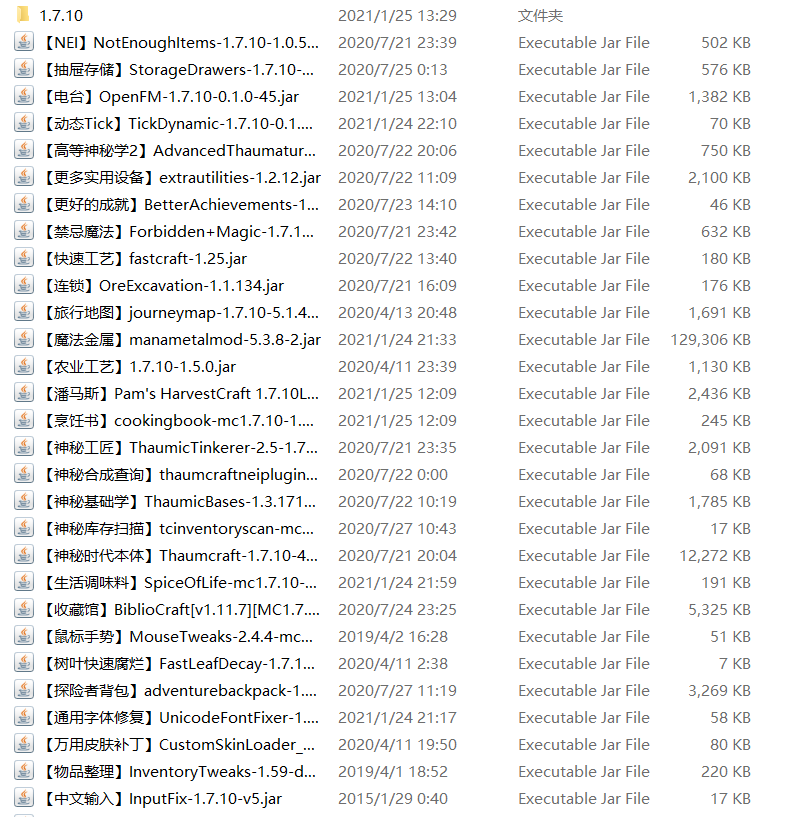 1.7.10 2021/1/25 13:29 文件夹
【NEI】NotEnoughItems-1.7.10-1.0.5... 2020/7/21 23:39 Executable Jar File 502 KB
【抽屉存储】StorageDrawers-1.7.10-... 2020/7/25 0:13 Executable Jar File 576 KB
【电台】OpenFM-1.7.10-0.1.0-45.jar 2021/1/25 13:04 Executable Jar File 1,382 KB
【动态Tick】TickDynamic-1.7.10-0.1.... 2021/1/24 22:10 Executable Jar File 70 KB
【高等神秘学2】AdvancedThaumatur... 2020/7/22 20:06 Executable Jar File 750 KB
【更多实用设备】extrautilities-1.2.12.jar 2020/7/22 11:09 Executable Jar File 2,100 KB
【更好的成就】BetterAchievements-1... 2020/7/23 14:10 Executable Jar File 46 KB
【禁忌魔法】Forbidden+Magic-1.7.1... 2020/7/21 23:42 Executable Jar File 632 KB
【快速工艺】fastcraft-1.25.jar 2020/7/22 13:40 Executable Jar File 180 KB
【连锁】OreExcavation-1.1.134.jar 2020/7/21 16:09 Executable Jar File 176 KB
【旅行地图】journeymap-1.7.10-5.1.4... 2020/4/13 20:48 Executable Jar File 1,691 KB
【魔法金属】manametalmod-5.3.8-2.jar 2021/1/24 21:33 Executable Jar File 129,306 KB
【农业工艺】1.7.10-1.5.0.jar 2020/4/11 23:39 Executable Jar File 1,130 KB
【潘马斯】Pam's HarvestCraft 1.7.10L... 2021/1/25 12:09 Executable Jar File 2,436 KB
【烹饪书】cookingbook-mc1.7.10-1.... 2021/1/25 12:09 Executable Jar File 245 KB
【神秘工匠】ThaumicTinkerer-2.5-1.7... 2020/7/21 23:35 Executable Jar File 2,091 KB
【神秘合成查询】thaumcraftneiplugin... 2020/7/22 0:00 Executable Jar File 68 KB
【神秘基础学】ThaumicBases-1.3.171... 2020/7/22 10:19 Executable Jar File 1,785 KB
【神秘库存扫描】tcinventoryscan-mc... 2020/7/27 10:43 Executable Jar File 17 KB
【神秘时代本体】Thaumcraft-1.7.10-4... 2020/7/21 20:04 Executable Jar File 12,272 KB
【生活调味料】SpiceOfLife-mc1.7.10-... 2021/1/24 21:59 Executable Jar File 191 KB
【收藏馆】BiblioCraft[v1.11.7][MC1.7.... 2020/7/24 23:25 Executable Jar File 5,325 KB
【鼠标手势】MouseTweaks-2.4.4-mc... 2019/4/2 16:28 Executable Jar File 51 KB
【树叶快速腐烂】FastLeafDecay-1.7.1... 2020/4/11 2:38 Executable Jar File 7 KB
【探险者背包】adventurebackpack-1.... 2020/7/27 11:19 Executable Jar File 3,269 KB
【通用字体修复】UnicodeFontFixer-1.... 2021/1/24 21:17 Executable Jar File 58 KB
【万用皮肤补丁】CustomSkinLoader_... 2020/4/11 19:50 Executable Jar File 80 KB
【物品整理】InventoryTweaks-1.59-d... 2019/4/1 18:52 Executable Jar File 220 KB
【中文输入】InputFix-1.7.10-v5.jar 2015/1/29 0:40 Executable Jar File 17 KB